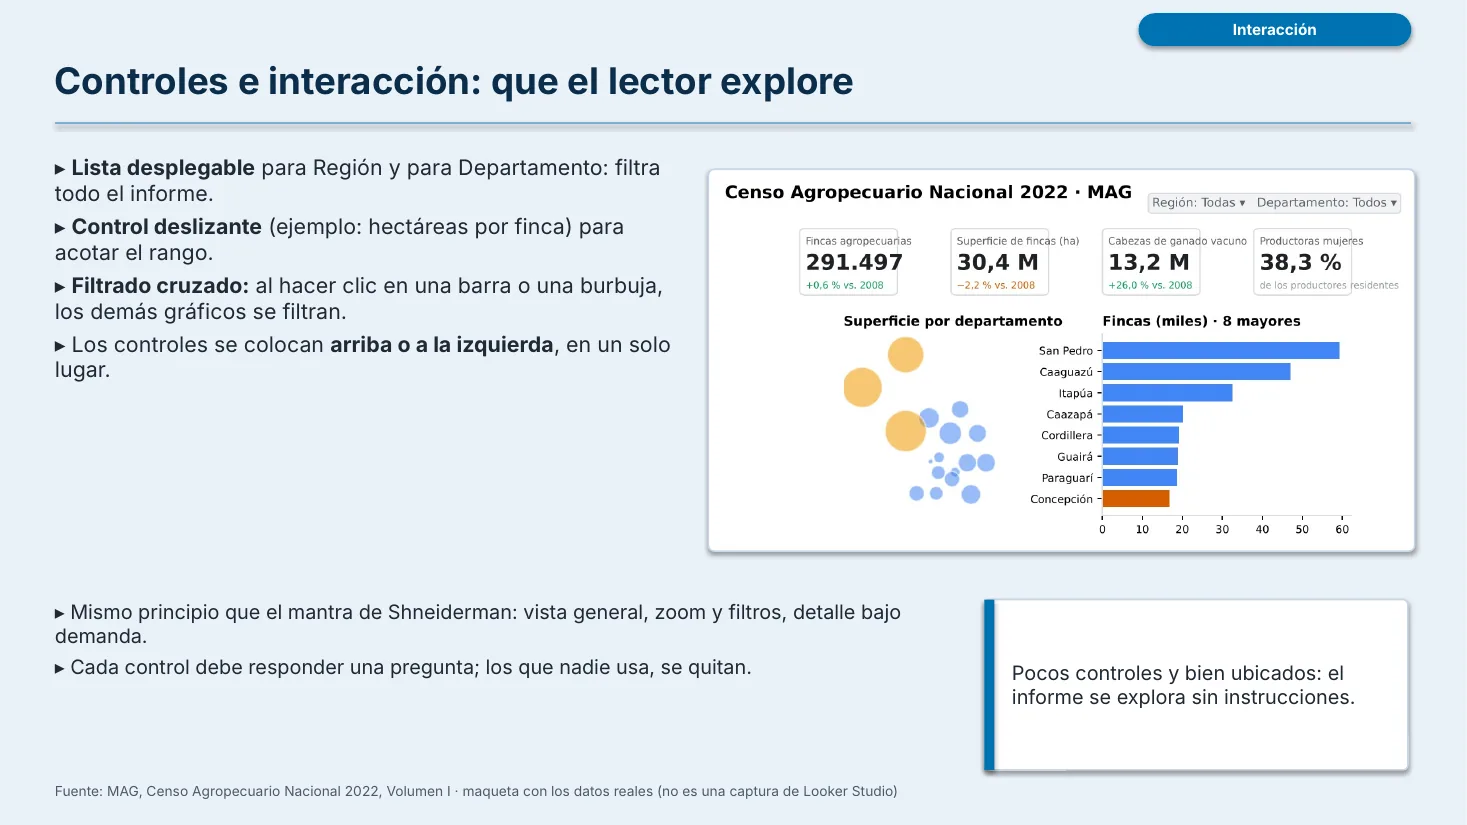 Interacción
Controles e interacción: que el lector explore
▸ Lista desplegable para Región y para Departamento: filtra
todo el informe.
▸ Control deslizante (ejemplo: hectáreas por finca) para
acotar el rango.
▸ Filtrado cruzado: al hacer clic en una barra o una burbuja,
los demás gráficos se filtran.
▸ Los controles se colocan arriba o a la izquierda, en un solo
lugar.
Censo Agropecuario Nacional 2022 · MAG
Región: Todas ▾ Departamento: Todos ▾
Fincas agropecuarias
291.497
+0,6 % vs. 2008
Superficie de fincas (ha)
30,4 M
−2,2 % vs. 2008
Cabezas de ganado vacuno
13,2 M
+26,0 % vs. 2008
Productoras mujeres
38,3 %
de los productores residentes
Superficie por departamento
Fincas (miles) · 8 mayores
San Pedro
Caaguazú
Itapúa
Caazapá
Cordillera
Guairá
Paraguarí
Concepción
0 10 20 30 40 50 60
▸ Mismo principio que el mantra de Shneiderman: vista general, zoom y filtros, detalle bajo
demanda.
▸ Cada control debe responder una pregunta; los que nadie usa, se quitan.
Pocos controles y bien ubicados: el
informe se explora sin instrucciones.
Fuente: MAG, Censo Agropecuario Nacional 2022, Volumen I · maqueta con los datos reales (no es una captura de Looker Studio)